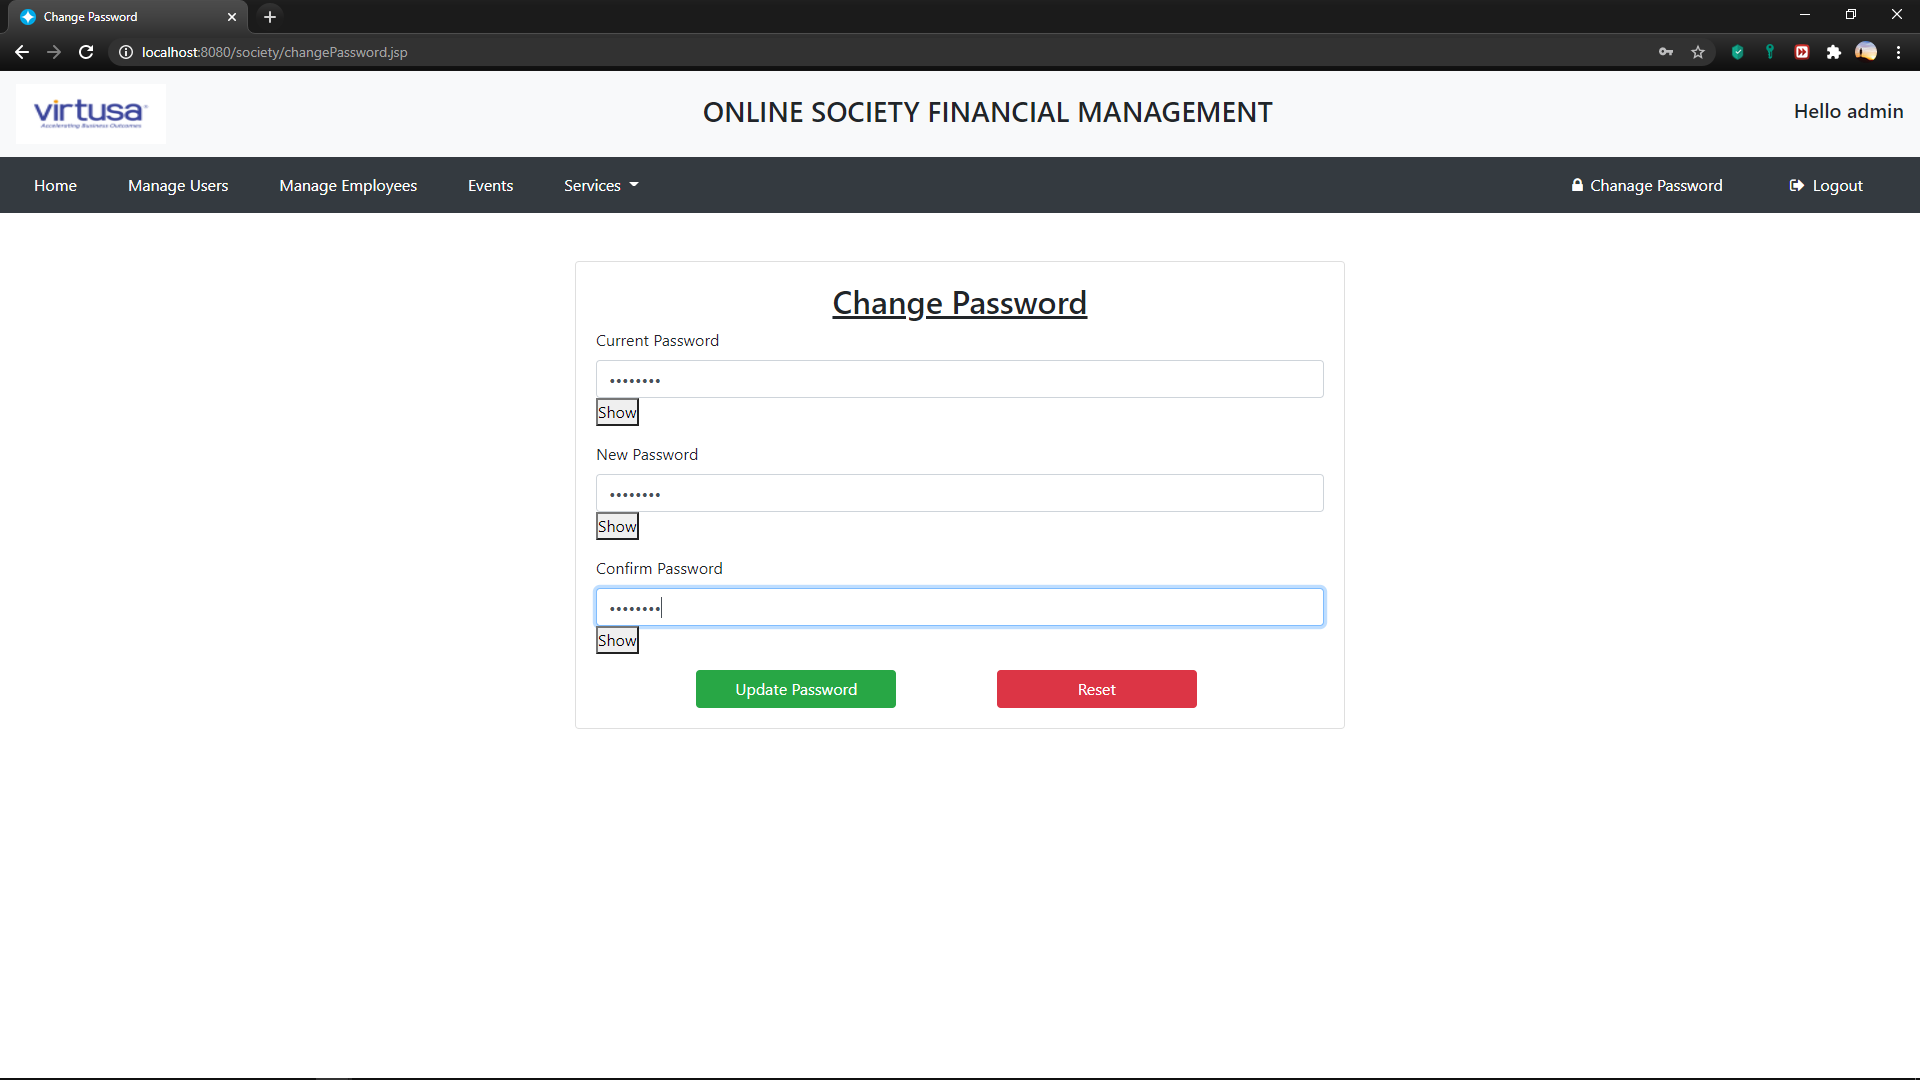 Change Password
localhost:8080/society/changePassword.jsp
virtusa
Accelerating Business Outcomes
ONLINE SOCIETY FINANCIAL MANAGEMENT
Hello admin
Home Manage Users Manage Employees Events Services Chanage Password Logout
Change Password
Current Password
••••••••
Show
New Password
••••••••
Show
Confirm Password
••••••••
Show
Update Password Reset